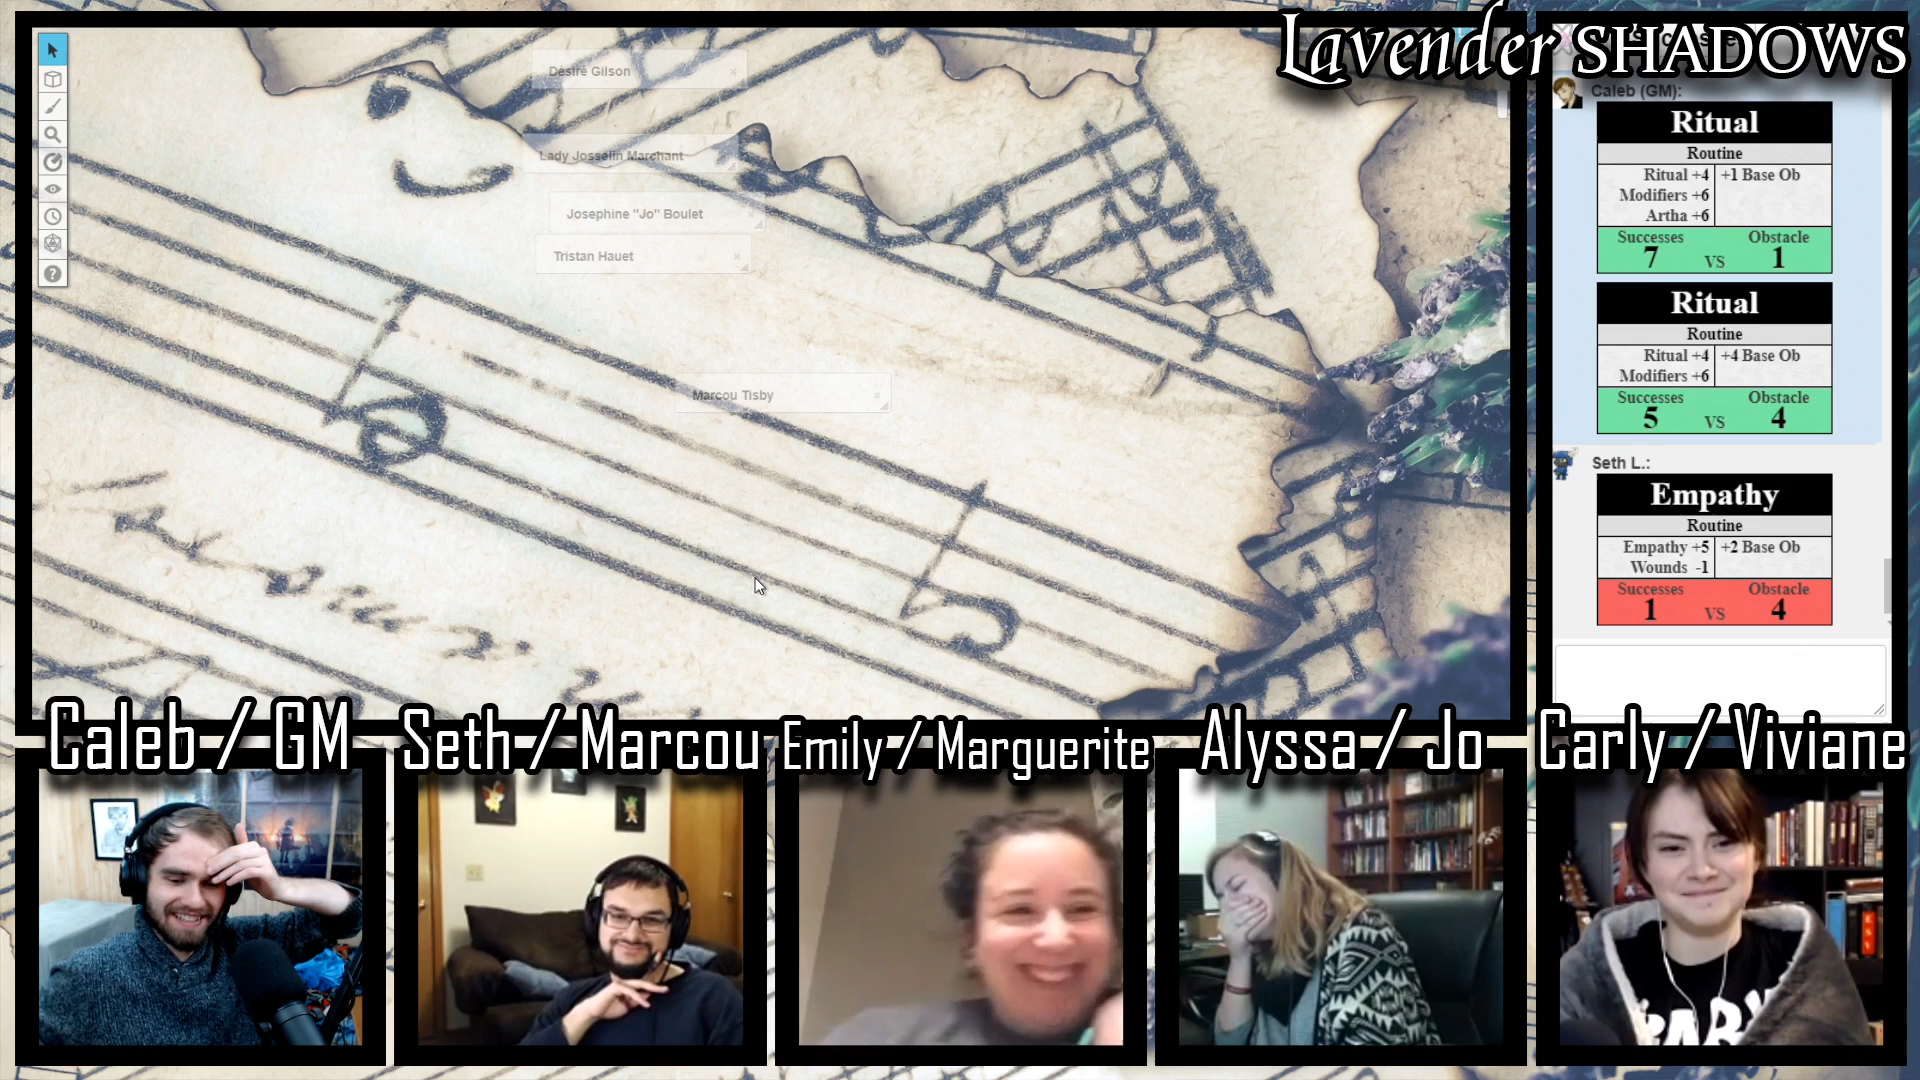 Lavender SHADOWS
Désiré Gilson
Lady Josselin Marchant
Josephine "Jo" Boulet
Tristan Hauet
Marcou Tisby
Caleb (GM):
Ritual
Routine
Ritual +4 +1 Base Ob
Modifiers +6
Artha +6
Successes Obstacle
7 VS 1
Ritual
Routine
Ritual +4 +4 Base Ob
Modifiers +6
Successes Obstacle
5 VS 4
Seth L.:
Empathy
Routine
Empathy +5 +2 Base Ob
Wounds -1
Successes Obstacle
1 VS 4
Caleb / GM
Seth / Marcou
Emily / Marguerite
Alyssa / Jo
Carly / Viviane